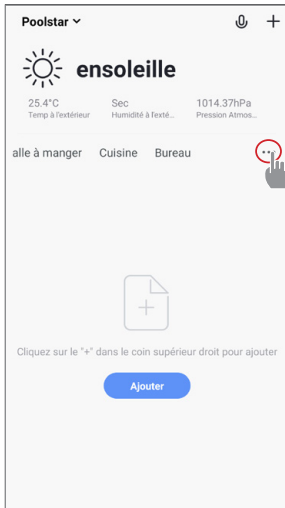 Poolstar
ensoleille
25.4°C Sec 1014.37hPa
Temp à l'extérieur Humidité à l'exté... Pression Atmos...
alle à manger Cuisine Bureau ...
Cliquez sur le "+" dans le coin supérieur droit pour ajouter
Ajouter